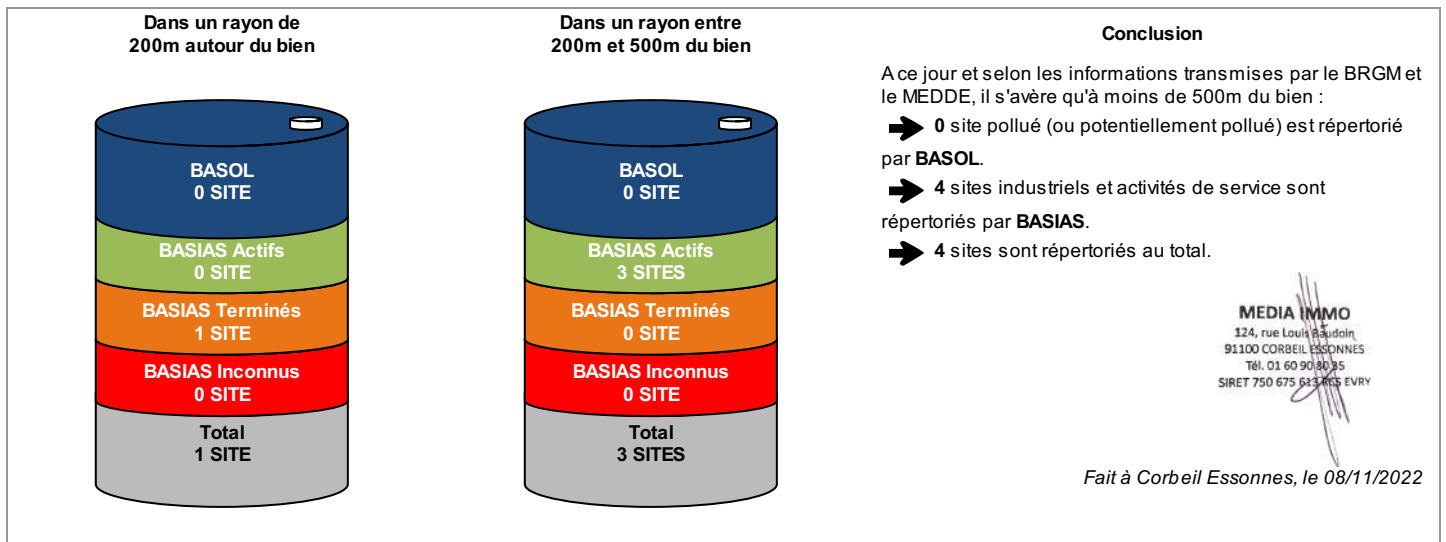 Dans un rayon de
200m autour du bien
BASOL
0 SITE
BASIAS Actifs
0 SITE
BASIAS Terminés
1 SITE
BASIAS Inconnus
0 SITE
Total
1 SITE
Dans un rayon entre
200m et 500m du bien
BASOL
0 SITE
BASIAS Actifs
3 SITES
BASIAS Terminés
0 SITE
BASIAS Inconnus
0 SITE
Total
3 SITES
Conclusion
A ce jour et selon les informations transmises par le BRGM et
le MEDDE, il s'avère qu'à moins de 500m du bien :
0 site pollué (ou potentiellement pollué) est répertorié
par BASOL.
4 sites industriels et activités de service sont
répertoriés par BASIAS.
4 sites sont répertoriés au total.
MEDIA IMMO
124, rue Louis Baudoin
91100 CORBEIL ESSONNES
Tél. 01 60 90 80 85
SIRET 750 675 613 RCS EVRY
Fait à Corbeil Essonnes, le 08/11/2022